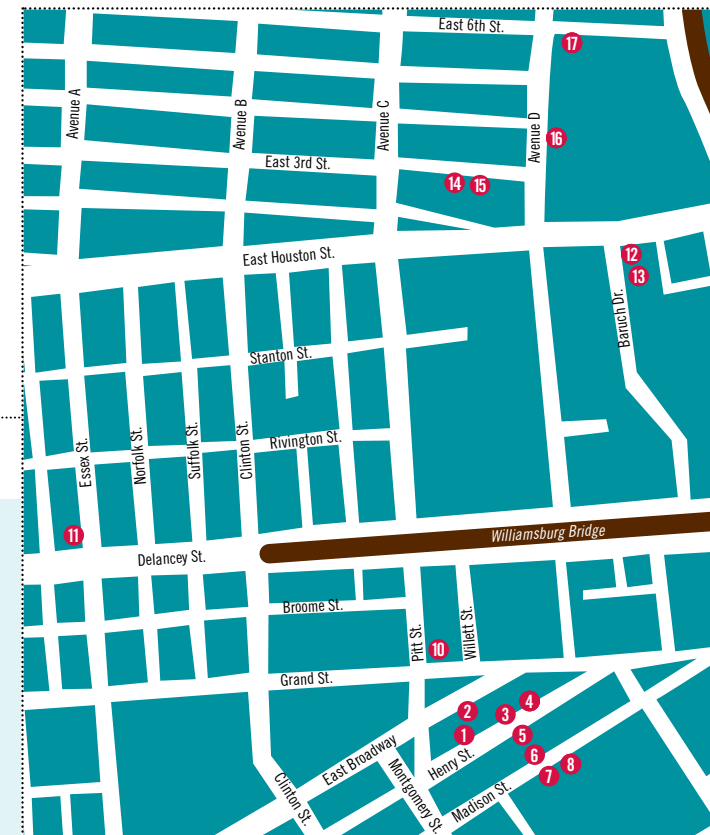 East 6th St.
17
Avenue A
Avenue B
Avenue C
Avenue D
16
East 3rd St.
14
15
East Houston St.
12
13
Baruch Dr.
Stanton St.
Rivington St.
Essex St.
Norfolk St.
Suffolk St.
Clinton St.
11
Delancey St.
Williamsburg Bridge
Broome St.
Pitt St.
Willett St.
10
Grand St.
4
2
3
1
5
East Broadway
6
Henry St.
8
7
Clinton St.
Montgomery St.
Madison St.